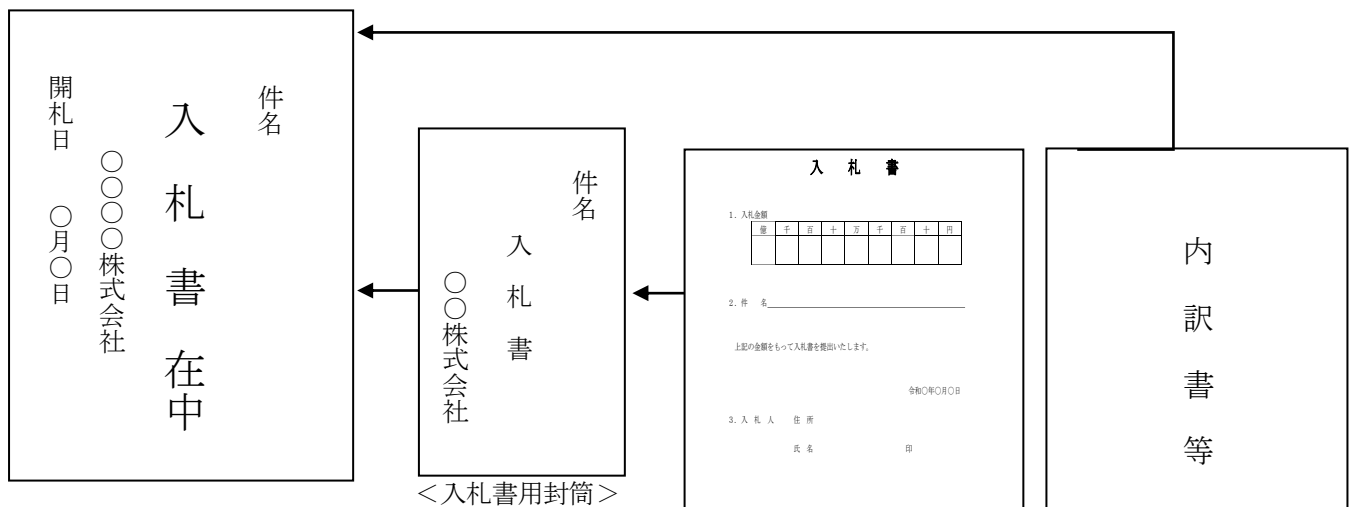 件名
入札書在中
〇〇〇〇株式会社
開札日 〇月〇日
件名
入札書
〇〇株式会社
＜入札書用封筒＞
入札書
1．入札金額
億 千 百 十 万 千 百 十 円
2．件 名
上記の金額をもって入札書を提出いたします。
令和〇年〇月〇日
3．入 札 人 住 所
氏 名 印
内訳書等